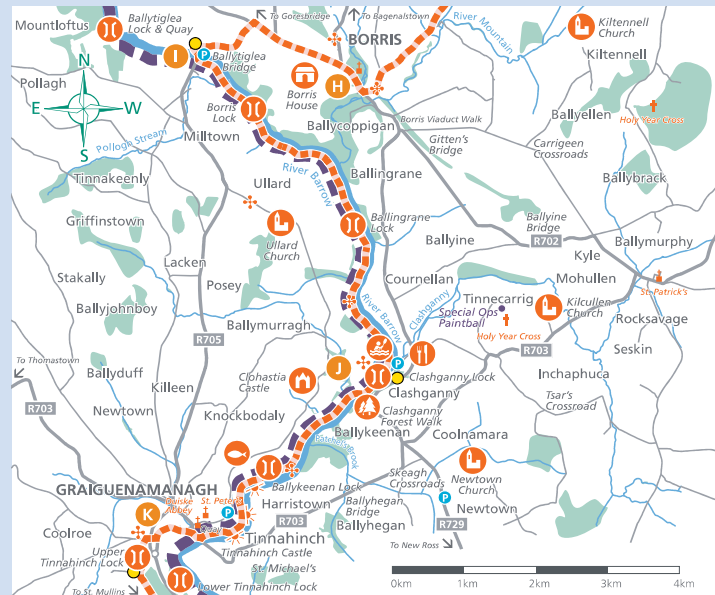 Mountloftus
Ballytiglea
Lock & Quay
To Goresbridge
To Bagenalstown
River Mountain
Kiltennell
Church
Kiltennell
BORRIS
I
P
Ballytiglea
Bridge
Borris
House
H
Pollagh
N
E
W
S
Borris
Lock
Milltown
Ballycoppigan
Borris Viaduct Walk
Gitten's
Bridge
Ballyellen
Holy Year Cross
Carrigeen
Crossroads
Pollogh Stream
Tinnakeenly
River Barrow
Ullard
Ballingrane
Ballybrack
Griffinstown
Ullard
Church
Ballingrane
Lock
Ballyine
Ballyine
Bridge
R702
Ballymurphy
Kyle
Lacken
Stakally
Posey
Cournellan
Mohullen
St. Patrick's
Ballyjohnboy
River Barrow
Clashganny
Tinnecarrig
Special Ops
Paintball
Kilcullen
Church
Rocksavage
Holy Year Cross
Ballymurragh
R705
R703
Seskin
To Thomastown
Ballyduff
Killeen
Clohastia
Castle
J
P
Clashganny Lock
Clashganny
Inchaphuca
Tsar's
Crossroad
R703
Newtown
Knockbodaly
Clashganny
Forest Walk
Ballykeenan
Coolnamara
Skeagh
Crossroads
Newtown
Church
P
Newtown
GRAIGUENAMANAGH
Ballykeenan Lock
Duiske
Abbey
St. Peter's
P
Harristown
Ballyhegan
Bridge
Ballyhegan
R729
K
Quay
R703
Coolroe
Tinnahinch
Upper
Tinnahinch Lock
Tinnahinch Castle
To New Ross
St. Michael's
To St. Mullins
Lower Tinnahinch Lock
0km
1km
2km
3km
4km